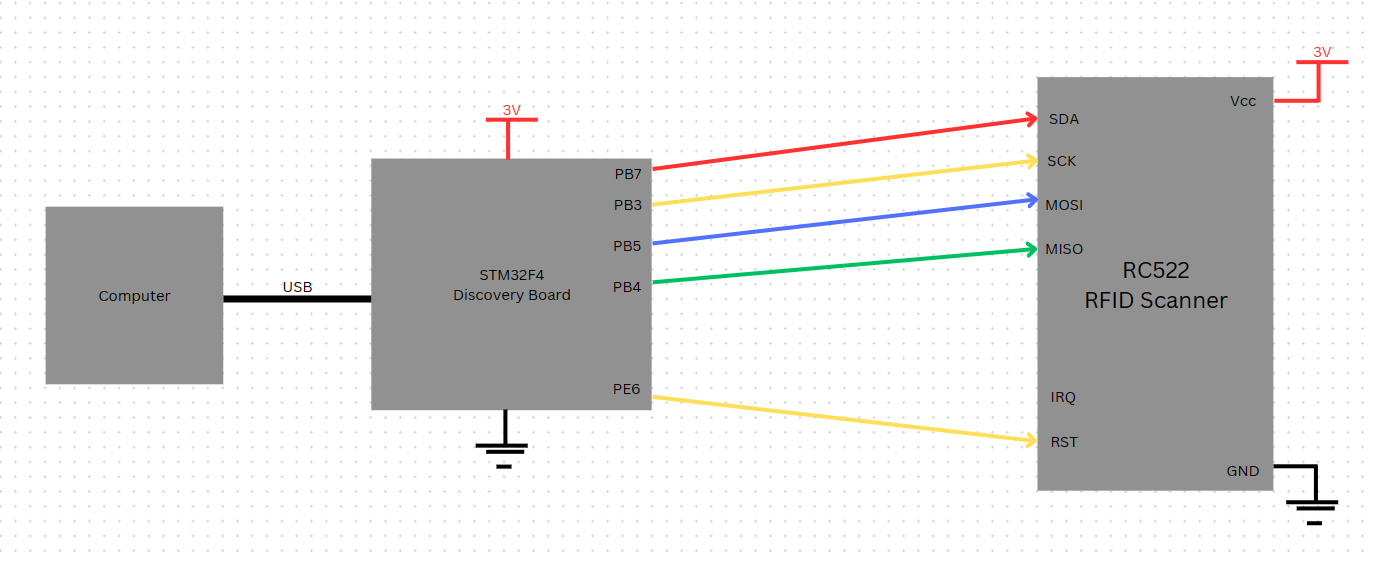 3V
3V
Vcc
SDA
SCK
MOSI
MISO
RC522
RFID Scanner
IRQ
RST
GND
PB7
PB3
PB5
PB4
PE6
STM32F4
Discovery Board
USB
Computer